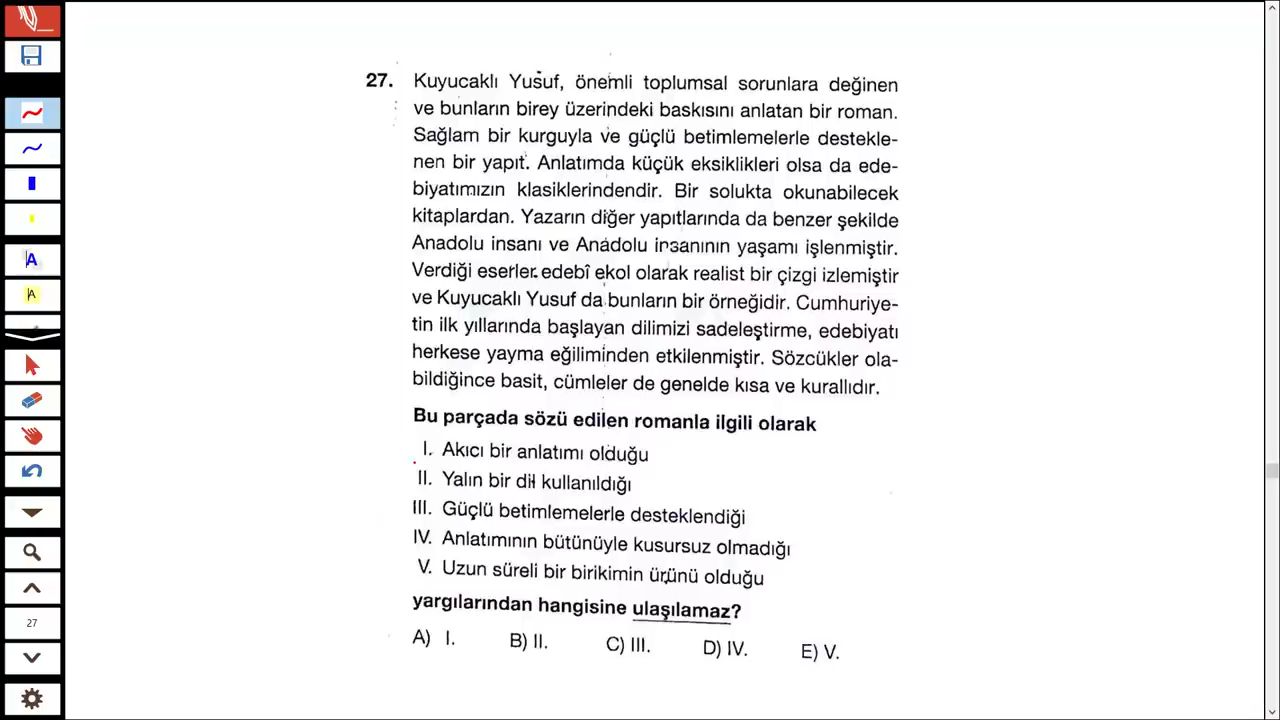 27. Kuyucaklı Yusuf, önemli toplumsal sorunlara değinen
ve bunların birey üzerindeki baskısını anlatan bir roman.
Sağlam bir kurguyla ve güçlü betimlemelerle destekle-
nen bir yapıt. Anlatımda küçük eksiklikleri olsa da ede-
biyatımızın klasiklerindendir. Bir solukta okunabilecek
kitaplardan. Yazarın diğer yapıtlarında da benzer şekilde
Anadolu insanı ve Anadolu insanının yaşamı işlenmiştir.
Verdiği eserler edebî ekol olarak realist bir çizgi izlemiştir
ve Kuyucaklı Yusuf da bunların bir örneğidir. Cumhuriye-
tin ilk yıllarında başlayan dilimizi sadeleştirme, edebiyatı
herkese yayma eğiliminden etkilenmiştir. Sözcükler ola-
bildiğince basit, cümleler de genelde kısa ve kurallıdır.
Bu parçada sözü edilen romanla ilgili olarak
I. Akıcı bir anlatımı olduğu
II. Yalın bir dil kullanıldığı
III. Güçlü betimlemelerle desteklendiği
IV. Anlatımının bütünüyle kusursuz olmadığı
V. Uzun süreli bir birikimin ürünü olduğu
yargılarından hangisine ulaşılamaz?
A) I. B) II. C) III. D) IV. E) V.
A
A
27